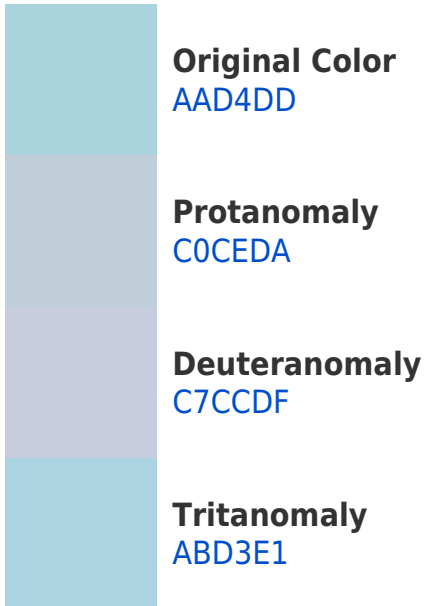 Original Color
AAD4DD
Protanomaly
C0CEDA
Deuteranomaly
C7CCDF
Tritanomaly
ABD3E1